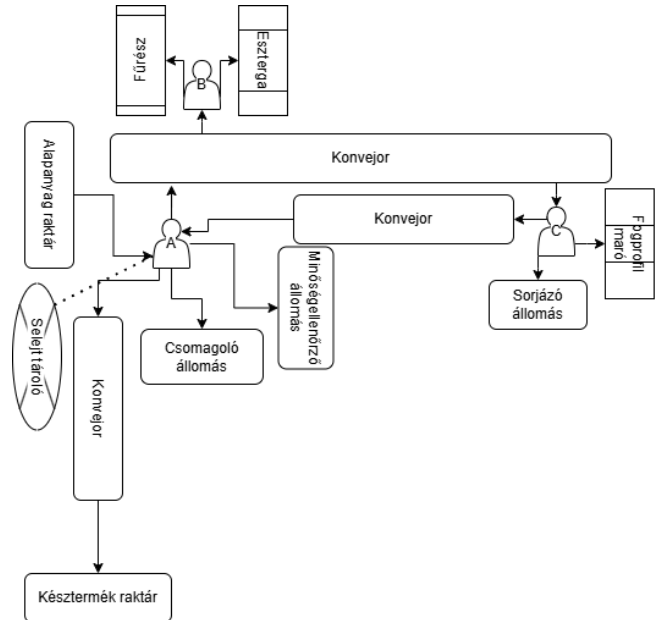 Fűrész
B
Eszterga
Konvejor
Alapanyag raktár
Konvejor
A
C
Fogprofil
maró
Minőségellenőrző
állomás
Sorjázó
állomás
Selejt tároló
Csomagoló
állomás
Konvejor
Késztermék raktár